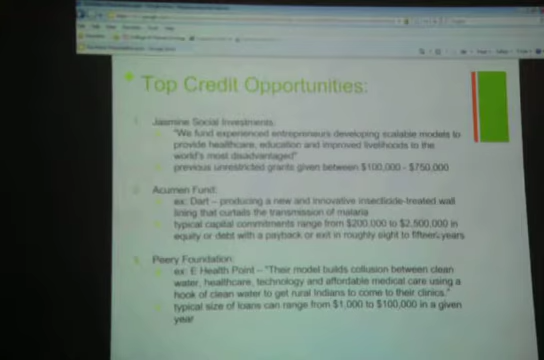 Top Credit Opportunities:
Jasmine Social Investments:
"We fund experienced entrepreneurs developing scalable models to
provide healthcare, education and improved livelihoods to the
world's most disadvantaged"
previous unrestricted grants given between $100,000 - $750,000
Acumen Fund:
ex: Dart – producing a new and innovative insecticide-treated wall
lining that curtails the transmission of malaria
typical capital commitments range from $200,000 to $2,500,000 in
equity or debt with a payback or exit in roughly eight to fifteen years
Peery Foundation:
ex: E Health Point – "Their model builds collusion between clean
water, healthcare, technology and affordable medical care using a
hook of clean water to get rural Indians to come to their clinics."
typical size of loans can range from $1,000 to $100,000 in a given
year